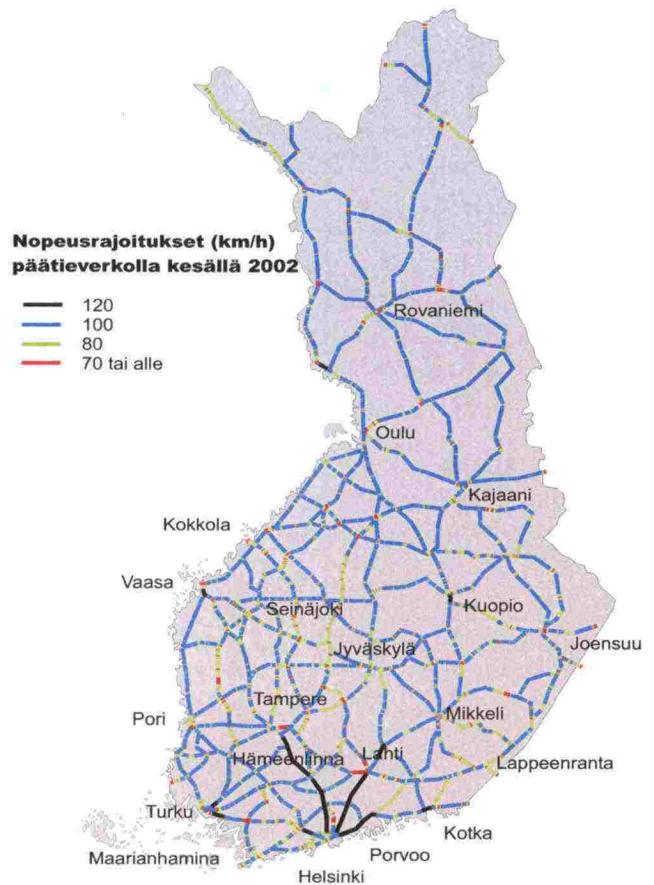 Nopeusrajoitukset (km/h)
päätieverkolla kesällä 2002
120
100
80
70 tai alle
Rovaniemi
Oulu
Kajaani
Kokkola
Vaasa
Seinäjoki
Kuopio
Joensuu
Jyväskylä
Tampere
Pori
Mikkeli
Hämeenlinna
Lahti
Lappeenranta
Turku
Kotka
Maarianhamina
Porvoo
Helsinki